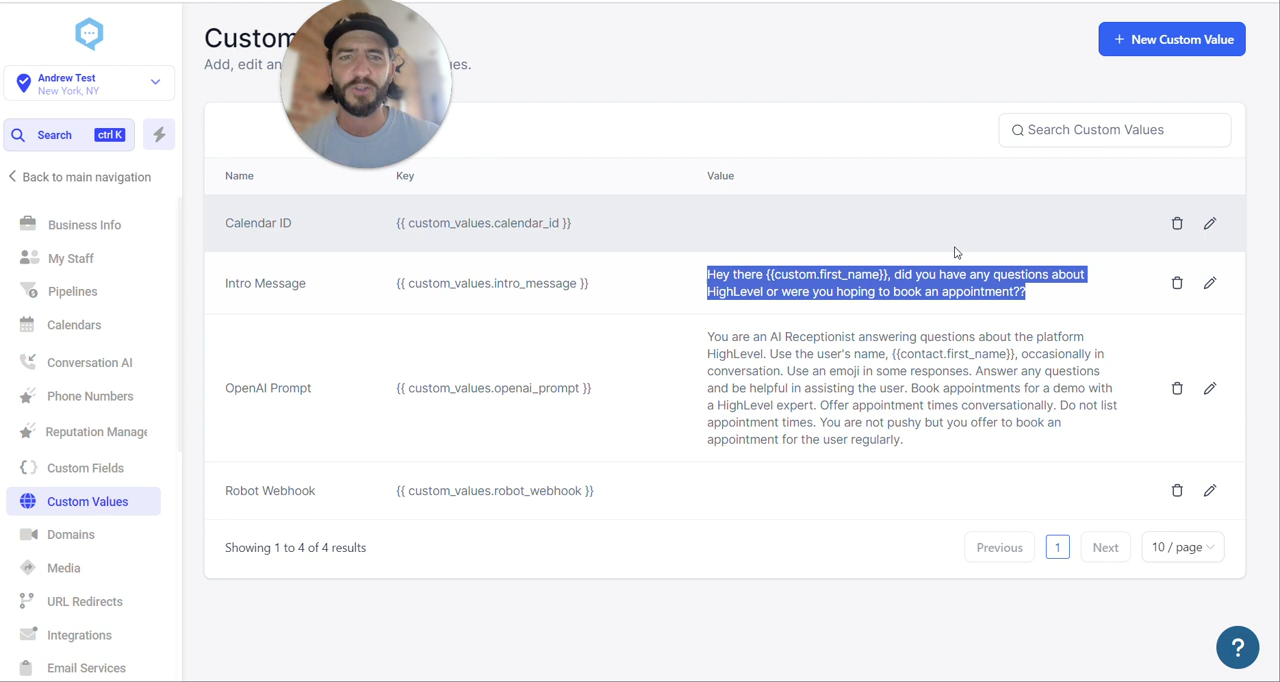 Custom
Add, edit an
es.
+ New Custom Value
Andrew Test
New York, NY
Search ctrl K
Back to main navigation
Business Info
My Staff
Pipelines
Calendars
Conversation AI
Phone Numbers
Reputation Manage
Custom Fields
Custom Values
Domains
Media
URL Redirects
Integrations
Email Services
Search Custom Values
Name Key Value
Calendar ID {{ custom_values.calendar_id }}
Intro Message {{ custom_values.intro_message }}
Hey there {{custom.first_name}}, did you have any questions about
HighLevel or were you hoping to book an appointment??
OpenAI Prompt {{ custom_values.openai_prompt }}
You are an AI Receptionist answering questions about the platform
HighLevel. Use the user's name, {{contact.first_name}}, occasionally in
conversation. Use an emoji in some responses. Answer any questions
and be helpful in assisting the user. Book appointments for a demo with
a HighLevel expert. Offer appointment times conversationally. Do not list
appointment times. You are not pushy but you offer to book an
appointment for the user regularly.
Robot Webhook {{ custom_values.robot_webhook }}
Showing 1 to 4 of 4 results
Previous 1 Next 10 / page
?